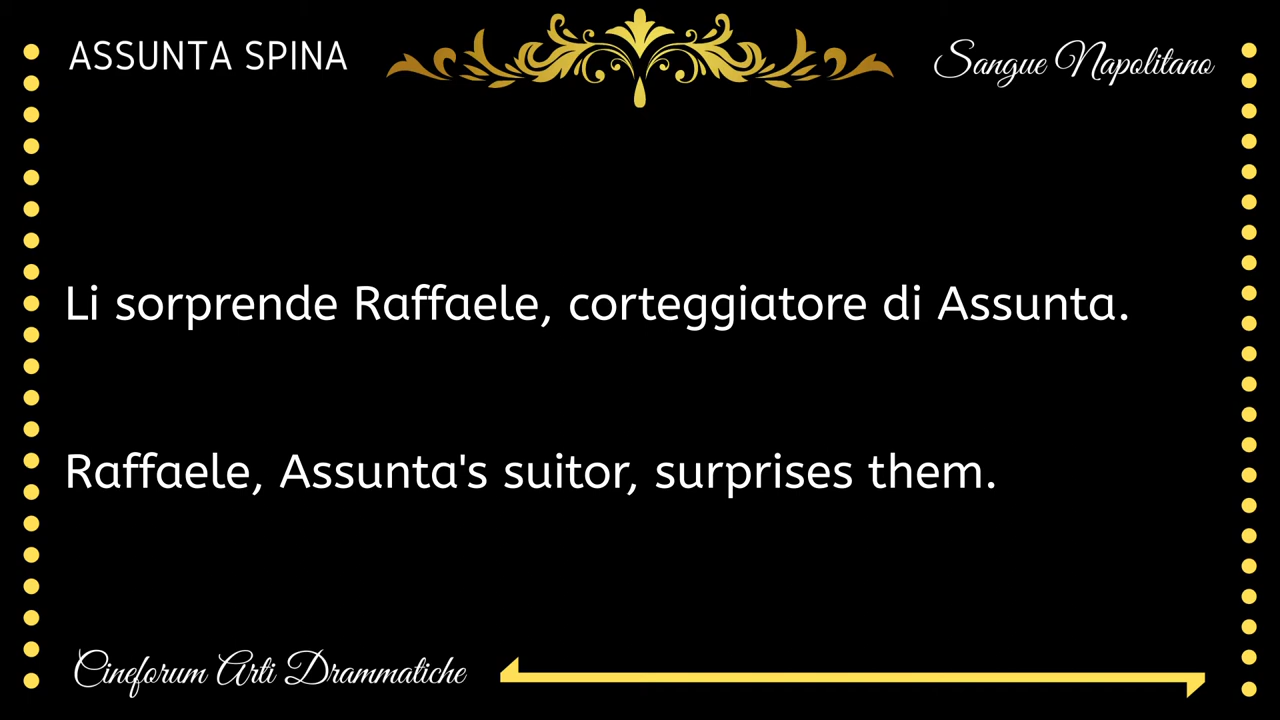 ASSUNTA SPINA
Sangue Napolitano
Li sorprende Raffaele, corteggiatore di Assunta.
Raffaele, Assunta's suitor, surprises them.
Cineforum Arti Drammatiche